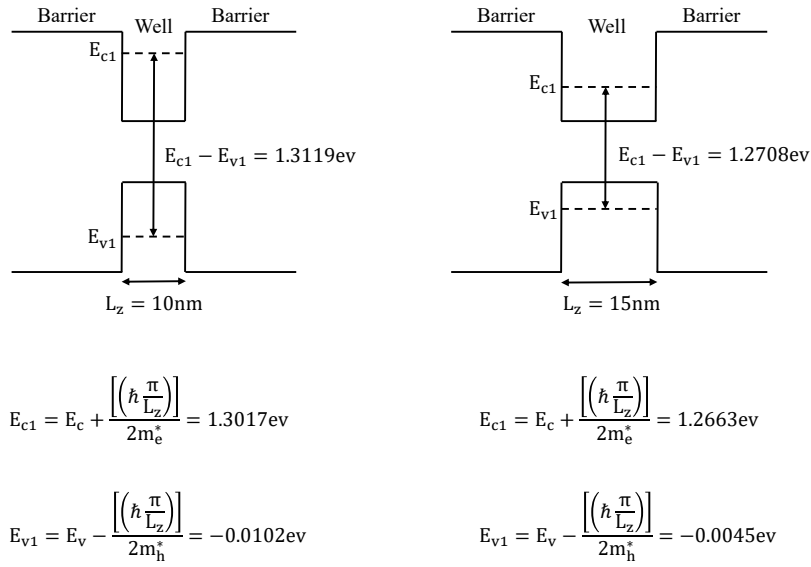 Barrier Well Barrier
E_c1
E_v1
E_c1 − E_v1 = 1.3119ev
L_z = 10nm
E_c1 = E_c + [(ℏ π/L_z)]/2m_e^* = 1.3017ev
E_v1 = E_v − [(ℏ π/L_z)]/2m_h^* = −0.0102ev
Barrier Well Barrier
E_c1
E_v1
E_c1 − E_v1 = 1.2708ev
L_z = 15nm
E_c1 = E_c + [(ℏ π/L_z)]/2m_e^* = 1.2663ev
E_v1 = E_v − [(ℏ π/L_z)]/2m_h^* = −0.0045ev